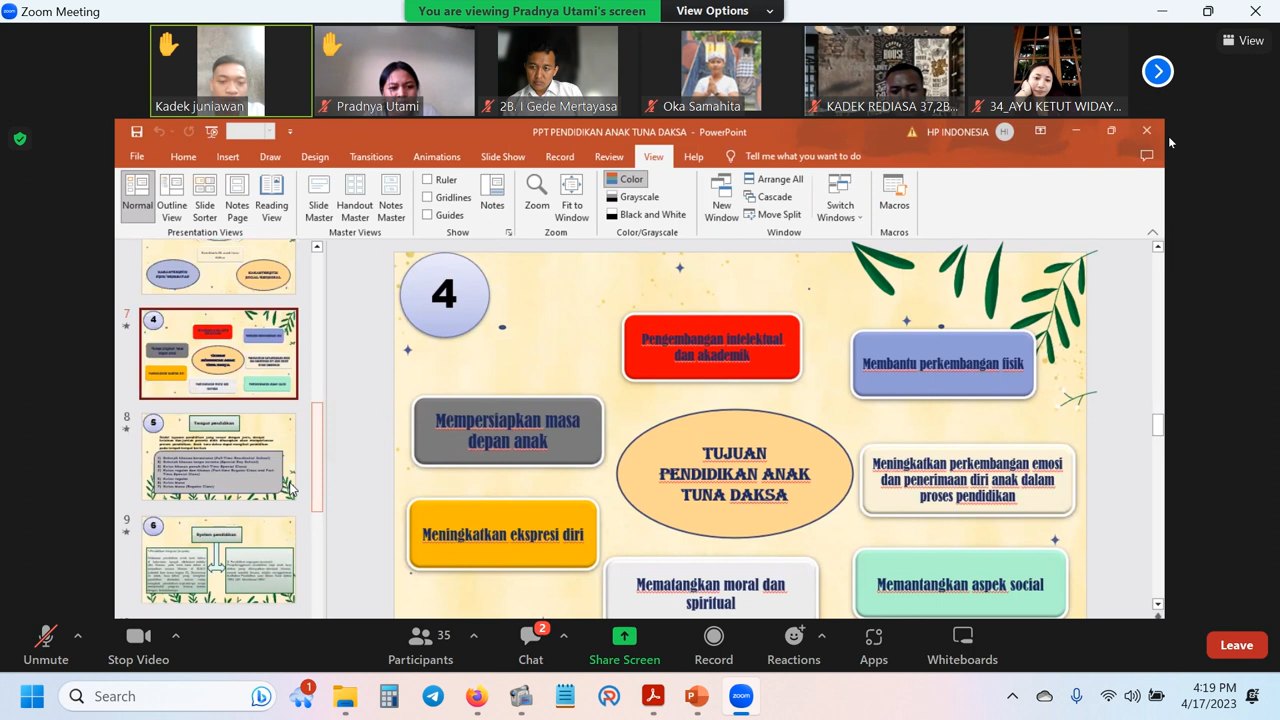 Zoom Meeting
You are viewing Pradnya Utami's screen
View Options
View
Kadek juniawan
Pradnya Utami
2B. I Gede Mertayasa
Oka Samahita
KADEK REDIASA 37,2B...
34_AYU KETUT WIDAY...
PPT PENDIDIKAN ANAK TUNA DAKSA - PowerPoint
HP INDONESIA
HI
File
Home
Insert
Draw
Design
Transitions
Animations
Slide Show
Record
Review
View
Help
Tell me what you want to do
Normal
Outline View
Slide Sorter
Notes Page
Reading View
Presentation Views
Slide Master
Handout Master
Notes Master
Master Views
Ruler
Gridlines
Guides
Show
Notes
Zoom
Fit to Window
Zoom
Color
Grayscale
Black and White
Color/Grayscale
New Window
Arrange All
Cascade
Move Split
Switch Windows
Window
Macros
Macros
7
4
8
5
Tempat pendidikan
9
6
System pendidikan
4
Pengembangan intelektual
dan akademik
Membantu perkembangan fisik
Mempersiapkan masa
depan anak
TUJUAN
PENDIDIKAN ANAK
TUNA DAKSA
Meningkatkan perkembangan emosi
dan penerimaan diri anak dalam
proses pendidikan
Meningkatkan ekspresi diri
Mematangkan moral dan
spiritual
Memantangkan aspek social
Unmute
Stop Video
35
Participants
2
Chat
Share Screen
Record
Reactions
Apps
Whiteboards
Leave
Search
1
zoom
4:19 PM
4/17/2023